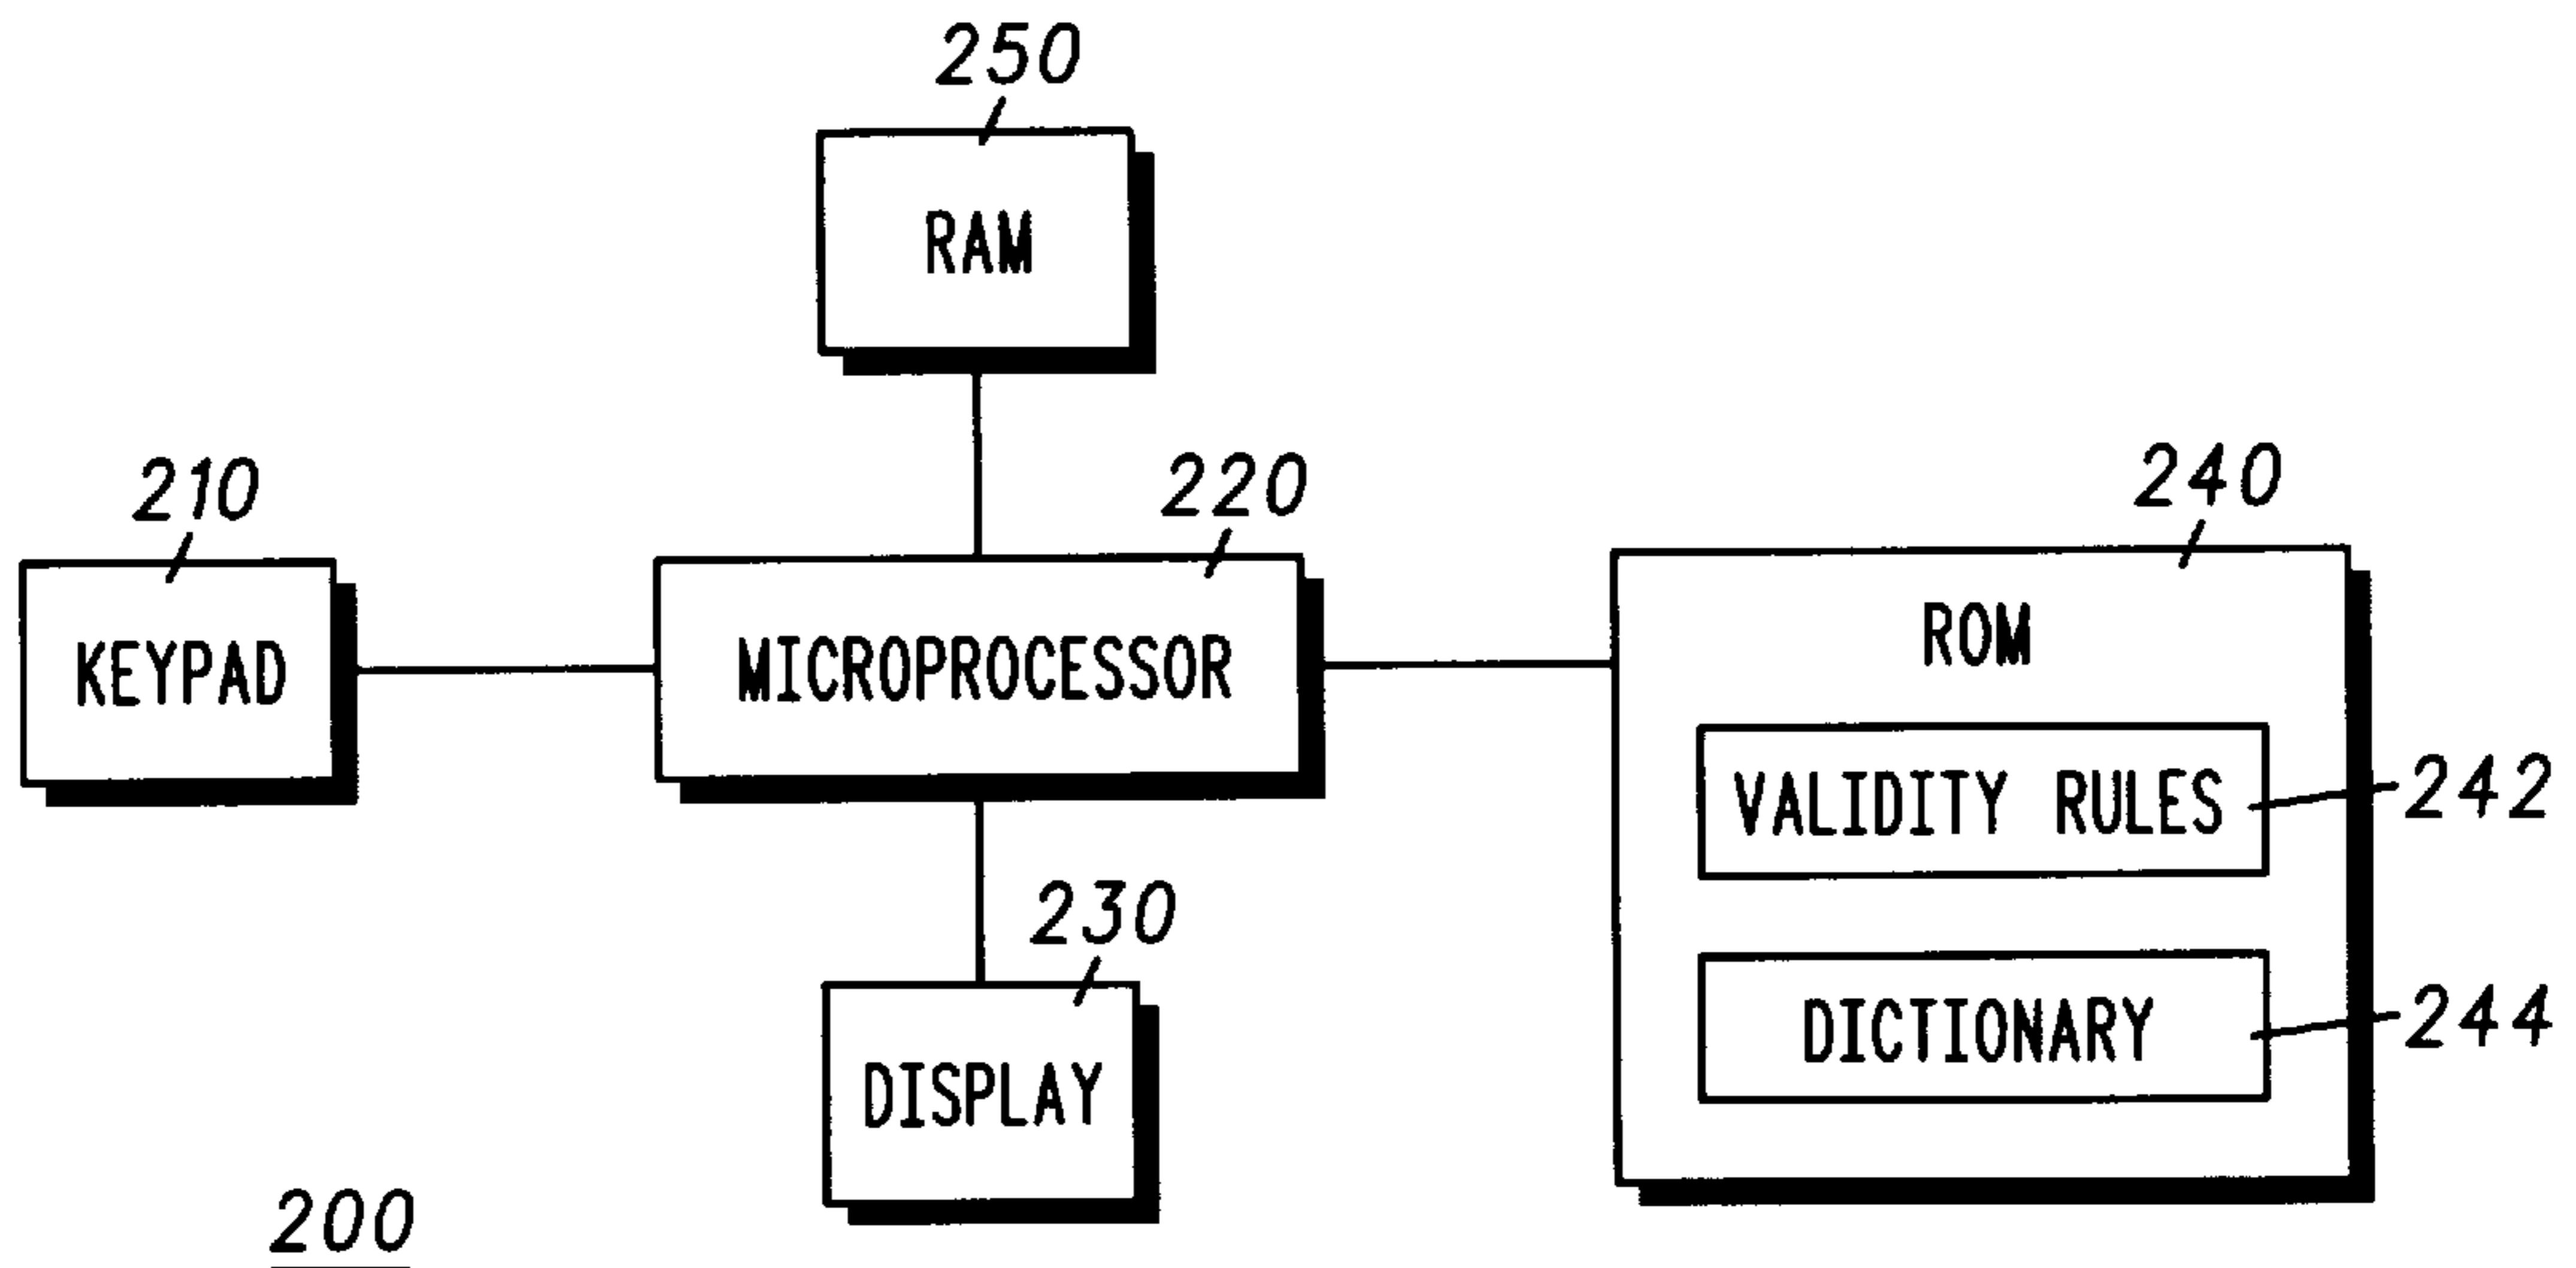 250
RAM
210
220
240
KEYPAD
MICROPROCESSOR
ROM
VALIDITY RULES
242
230
DICTIONARY
244
DISPLAY
200